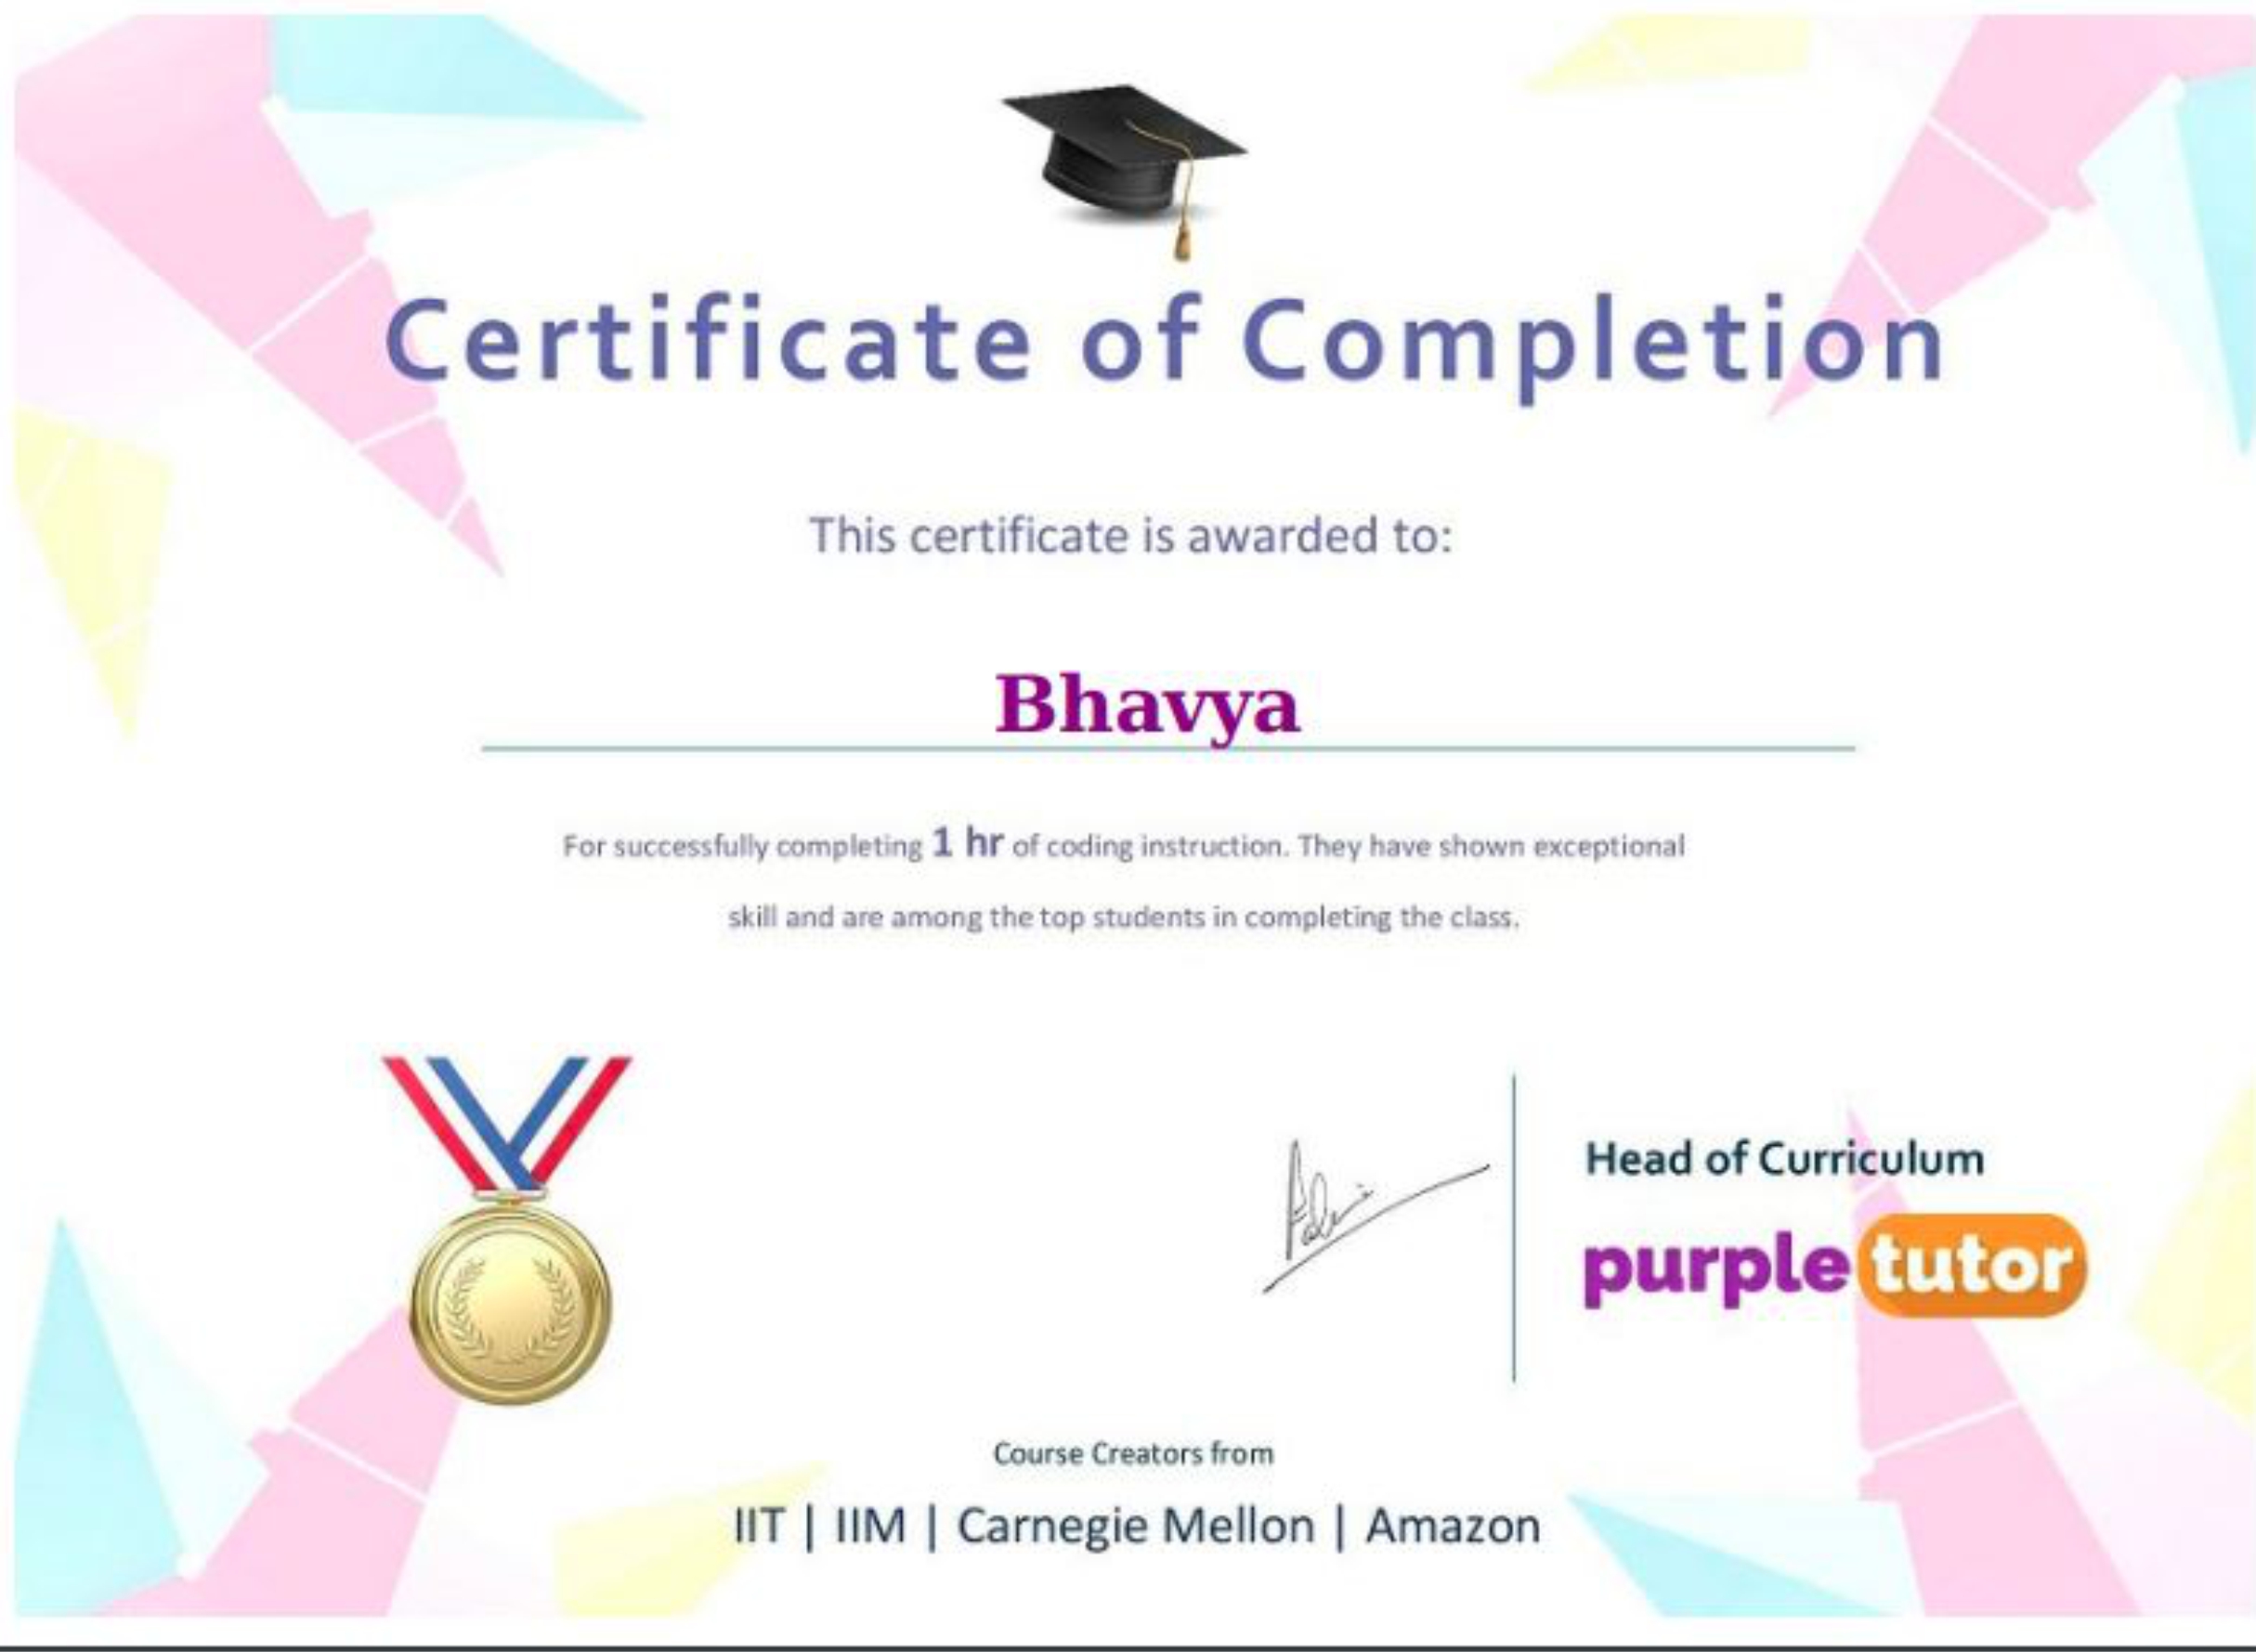 Certificate of Completion
This certificate is awarded to:
Bhavya
For successfully completing 1 hr of coding instruction. They have shown exceptional
skill and are among the top students in completing the class.
Head of Curriculum
purple tutor
Course Creators from
IIT | IIM | Carnegie Mellon | Amazon